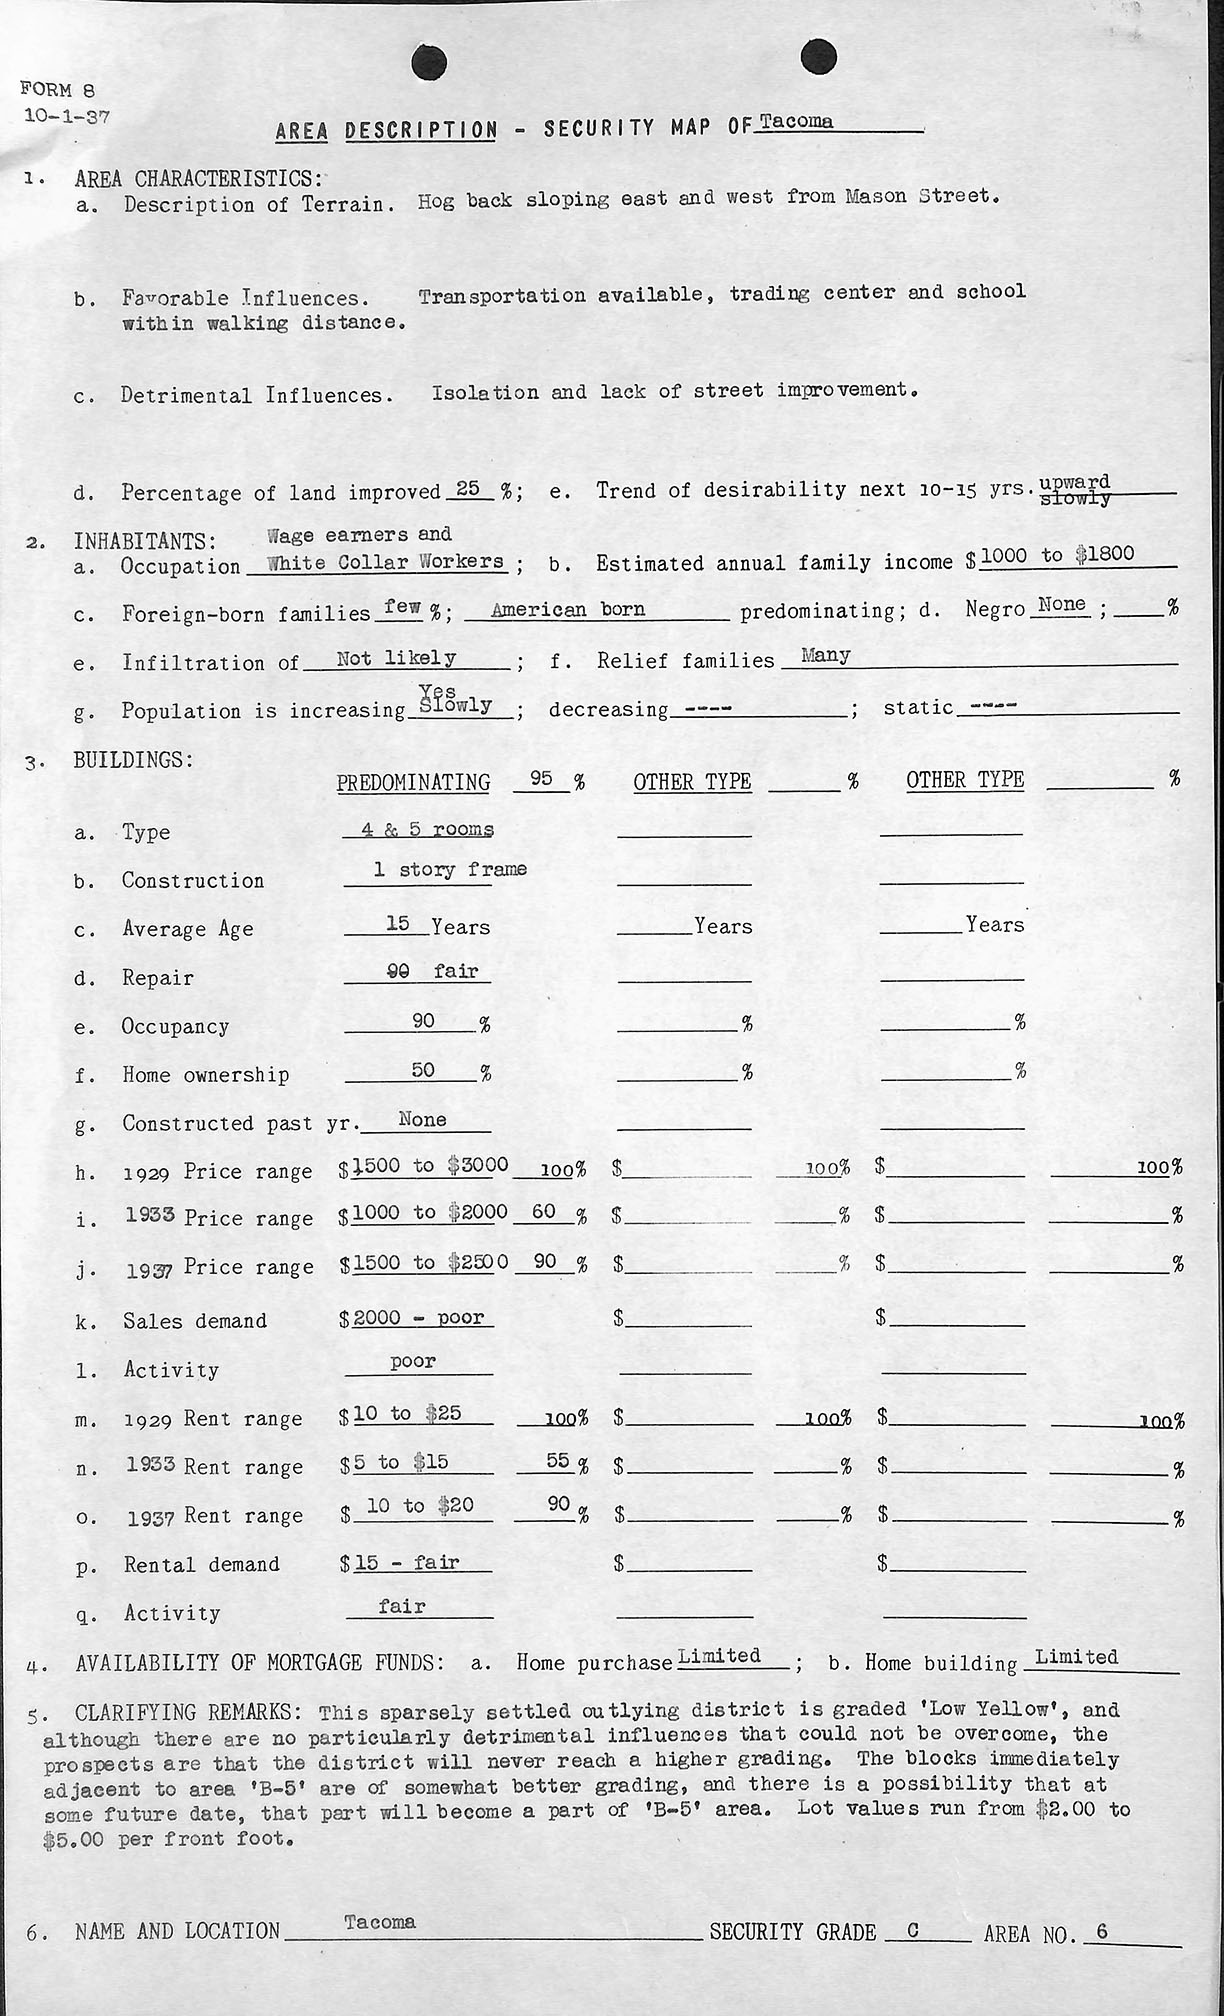 FORM 8
10-1-37
AREA DESCRIPTION - SECURITY MAP OF Tacoma
1. AREA CHARACTERISTICS:
a. Description of Terrain. Hog back sloping east and west from Mason Street.
b. Favorable Influences. Transportation available, trading center and school
within walking distance.
c. Detrimental Influences. Isolation and lack of street improvement.
d. Percentage of land improved 25 %; e. Trend of desirability next 10-15 yrs. upward
slowly
2. INHABITANTS: Wage earners and
a. Occupation White Collar Workers ; b. Estimated annual family income $1000 to $1800
c. Foreign-born families few %; American born predominating; d. Negro None ; %
e. Infiltration of Not likely ; f. Relief families Many
Yes
g. Population is increasing Slowly ; decreasing ---- ; static ----
3. BUILDINGS:
PREDOMINATING 95 % OTHER TYPE % OTHER TYPE %
a. Type 4 & 5 rooms
b. Construction 1 story frame
c. Average Age 15 Years Years Years
d. Repair 90 fair
e. Occupancy 90 % % %
f. Home ownership 50 % % %
g. Constructed past yr. None
h. 1929 Price range $1500 to $3000 100% $ 100% $ 100%
i. 1933 Price range $1000 to $2000 60 % $ % $ %
j. 1937 Price range $1500 to $2500 90 % $ % $ %
k. Sales demand $2000 - poor $ $
l. Activity poor
m. 1929 Rent range $10 to $25 100% $ 100% $ 100%
n. 1933 Rent range $5 to $15 55 % $ % $ %
o. 1937 Rent range $ 10 to $20 90 % $ % $ %
p. Rental demand $15 - fair $ $
q. Activity fair
4. AVAILABILITY OF MORTGAGE FUNDS: a. Home purchase Limited ; b. Home building Limited
5. CLARIFYING REMARKS: This sparsely settled outlying district is graded 'Low Yellow', and
although there are no particularly detrimental influences that could not be overcome, the
prospects are that the district will never reach a higher grading. The blocks immediately
adjacent to area 'B-5' are of somewhat better grading, and there is a possibility that at
some future date, that part will become a part of 'B-5' area. Lot values run from $2.00 to
$5.00 per front foot.
6. NAME AND LOCATION Tacoma SECURITY GRADE C AREA NO. 6